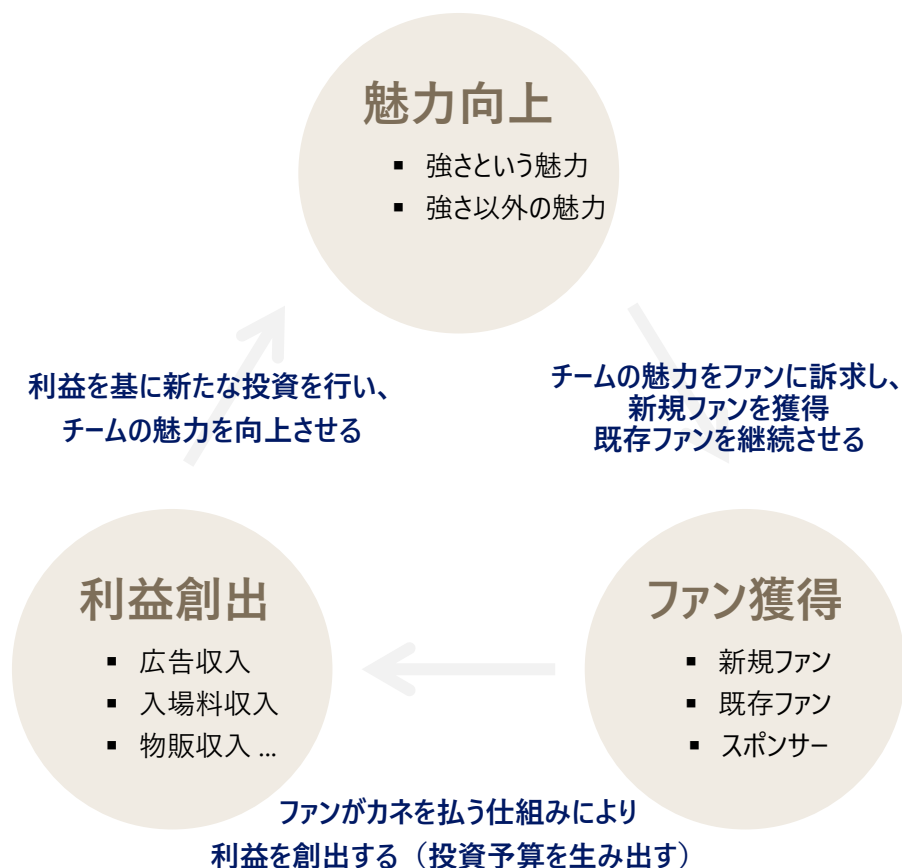 魅力向上
▪ 強さという魅力
▪ 強さ以外の魅力
利益を基に新たな投資を行い、
チームの魅力を向上させる
チームの魅力をファンに訴求し、
新規ファンを獲得
既存ファンを継続させる
利益創出
▪ 広告収入
▪ 入場料収入
▪ 物販収入 ...
ファン獲得
▪ 新規ファン
▪ 既存ファン
▪ スポンサー
ファンがカネを払う仕組みにより
利益を創出する（投資予算を生み出す）